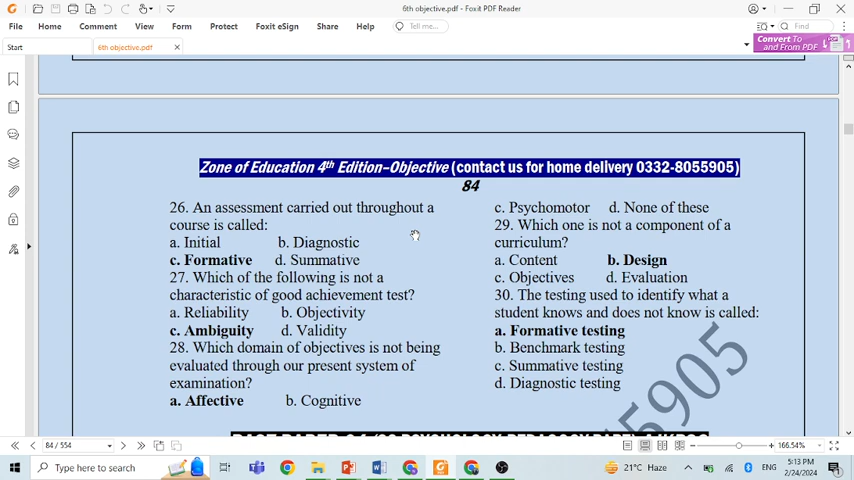 6th objective.pdf - Foxit PDF Reader
File Home Comment View Form Protect Foxit eSign Share Help Tell me... Find
Start 6th objective.pdf
Convert To
and From PDF
Zone of Education 4th Edition–Objective (contact us for home delivery 0332-8055905)
84
26. An assessment carried out throughout a
course is called:
a. Initial b. Diagnostic
c. Formative d. Summative
27. Which of the following is not a
characteristic of good achievement test?
a. Reliability b. Objectivity
c. Ambiguity d. Validity
28. Which domain of objectives is not being
evaluated through our present system of
examination?
a. Affective b. Cognitive
c. Psychomotor d. None of these
29. Which one is not a component of a
curriculum?
a. Content b. Design
c. Objectives d. Evaluation
30. The testing used to identify what a
student knows and does not know is called:
a. Formative testing
b. Benchmark testing
c. Summative testing
d. Diagnostic testing
5905)
84 / 554 166.54%
Type here to search 21°C Haze ENG 5:13 PM
2/24/2024